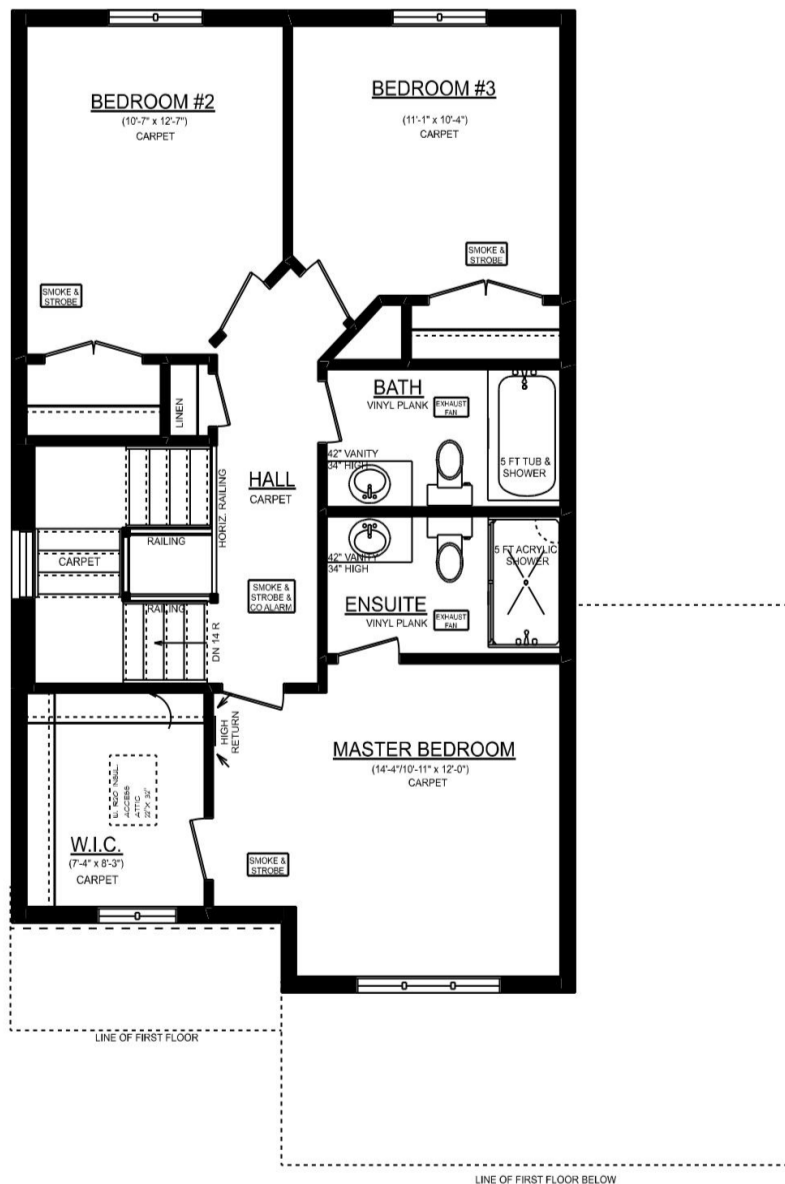 BEDROOM #2
(10'-7" x 12'-7")
CARPET
BEDROOM #3
(11'-1" x 10'-4")
CARPET
SMOKE &
STROBE
SMOKE &
STROBE
LINEN
BATH
VINYL PLANK
EXHAUST
FAN
42" VANITY
34" HIGH
5 FT TUB &
SHOWER
HALL
CARPET
HORIZ. RAILING
RAILING
CARPET
RAILING
DN 14 R
SMOKE &
STROBE &
CO ALARM
42" VANITY
34" HIGH
5 FT ACRYLIC
SHOWER
ENSUITE
VINYL PLANK
EXHAUST
FAN
HIGH
RETURN
MASTER BEDROOM
(14'-4"/10'-11" x 12'-0")
CARPET
INSUL.
ACCESS
ATTIC
W.I.C.
(7'-4" x 8'-3")
CARPET
SMOKE &
STROBE
LINE OF FIRST FLOOR
LINE OF FIRST FLOOR BELOW